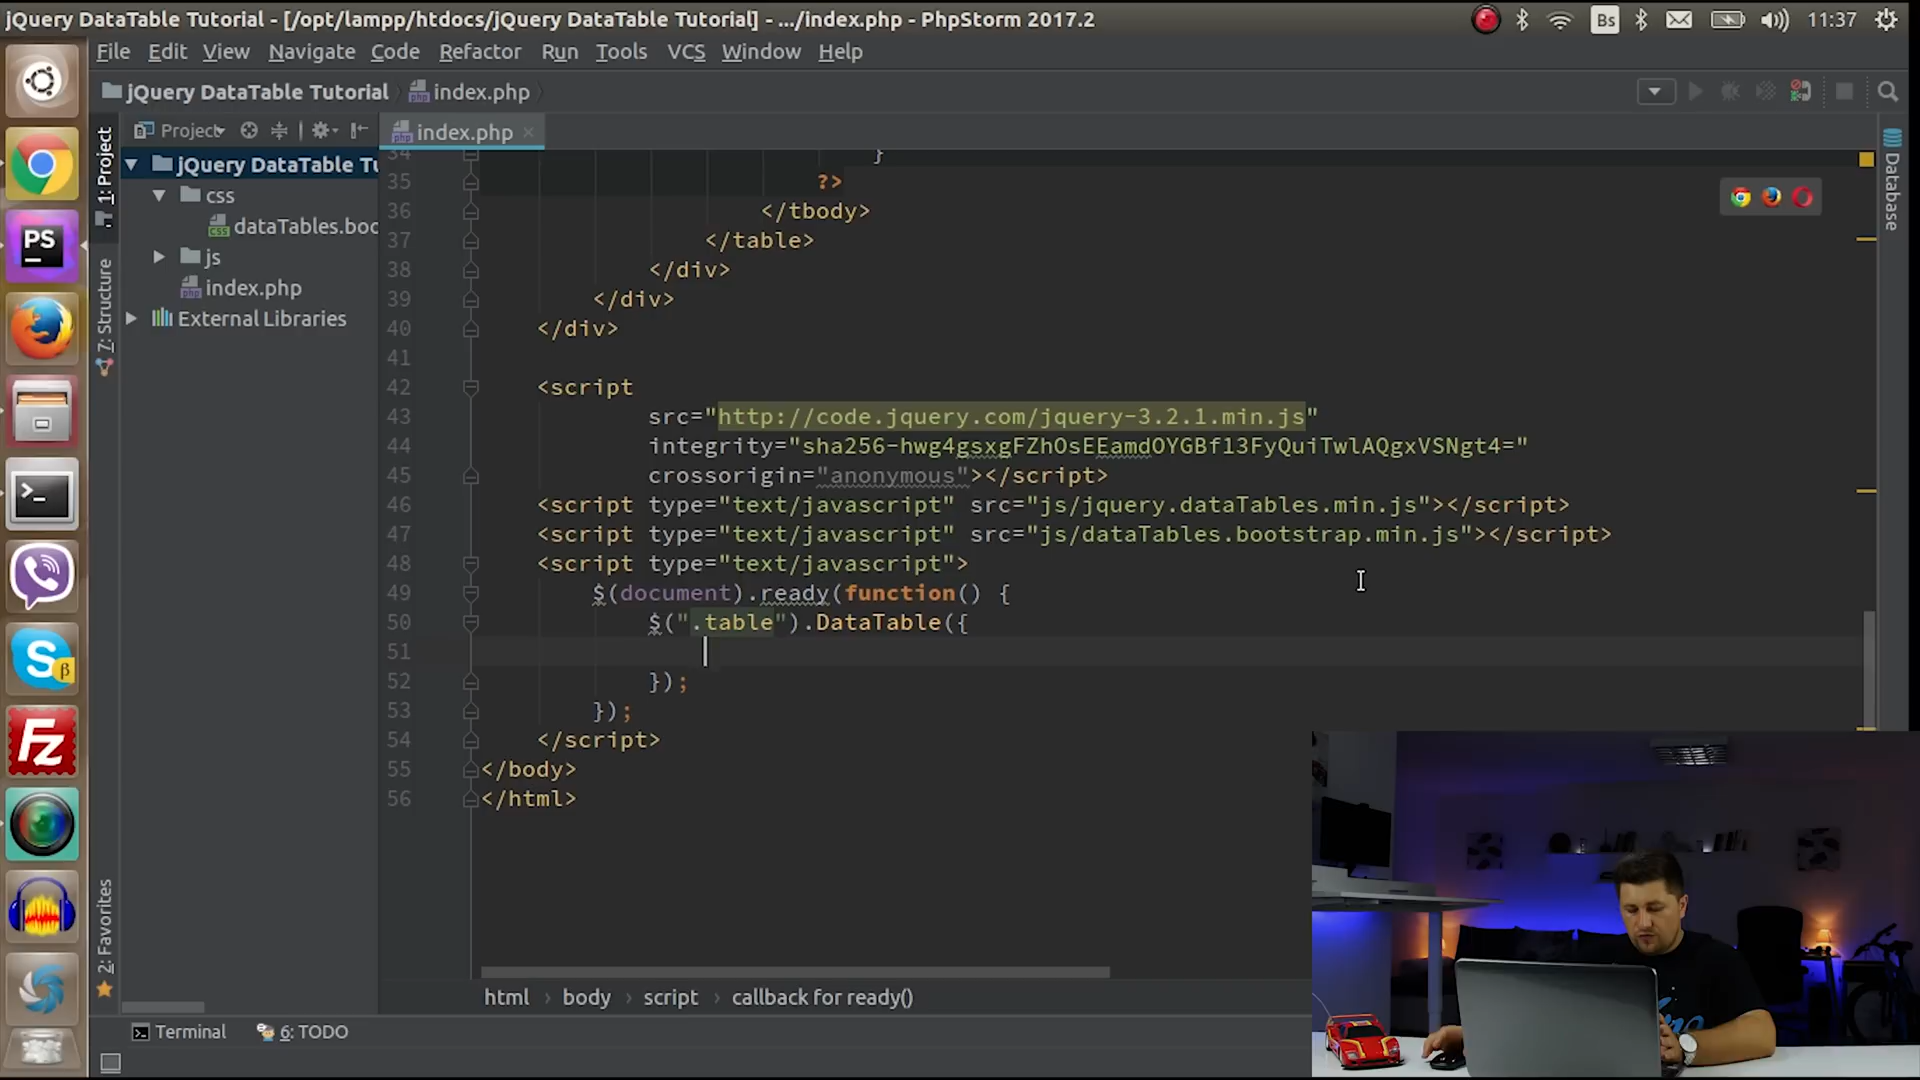 jQuery DataTable Tutorial - [/opt/lampp/htdocs/jQuery DataTable Tutorial] - .../index.php - PhpStorm 2017.2
Bs
11:37
File Edit View Navigate Code Refactor Run Tools VCS Window Help
jQuery DataTable Tutorial index.php
Project
index.php
1: Project
7: Structure
2: Favorites
Database
jQuery DataTable Tu
css
dataTables.boo
js
index.php
External Libraries
PS
34 }
35 ?>
36 </tbody>
37 </table>
38 </div>
39 </div>
40 </div>
41
42 <script
43 src="http://code.jquery.com/jquery-3.2.1.min.js"
44 integrity="sha256-hwg4gsxgFZhOsEEamdOYGBf13FyQuiTwlAQgxVSNgt4="
45 crossorigin="anonymous"></script>
46 <script type="text/javascript" src="js/jquery.dataTables.min.js"></script>
47 <script type="text/javascript" src="js/dataTables.bootstrap.min.js"></script>
48 <script type="text/javascript">
49 $(document).ready(function() {
50 $(".table").DataTable({
51
52 });
53 });
54 </script>
55 </body>
56 </html>
html body script callback for ready()
Terminal 6: TODO